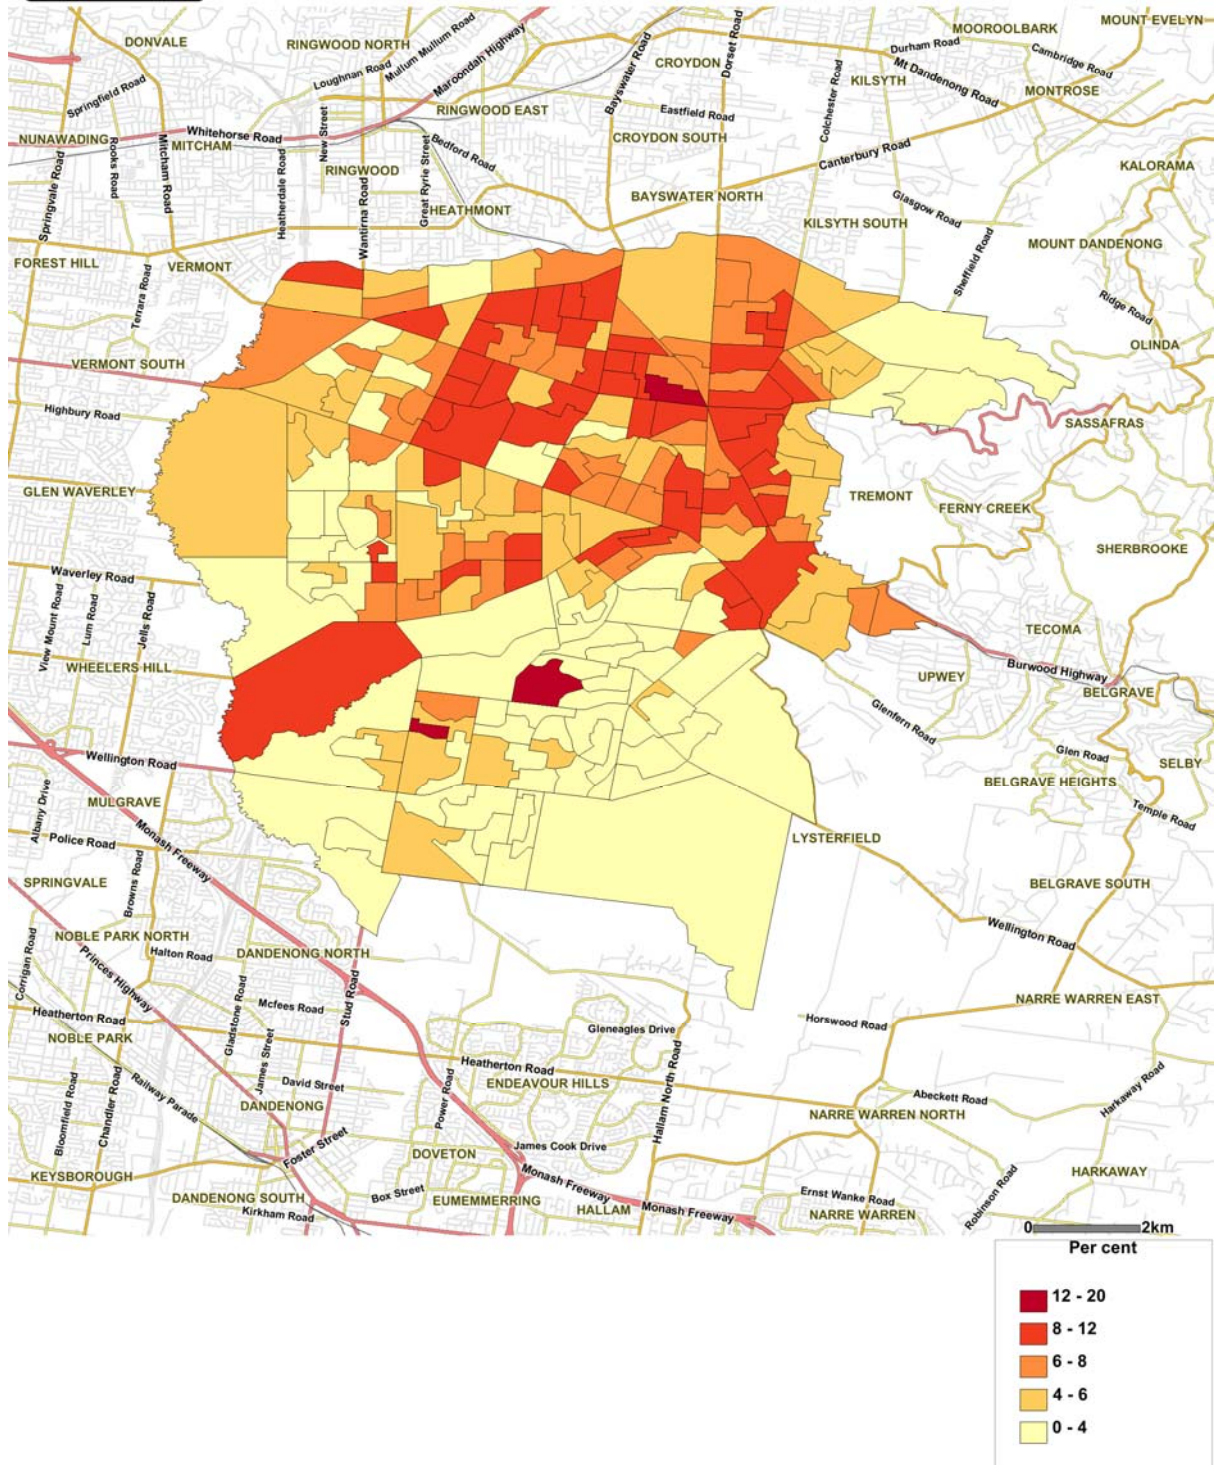 DONVALE
RINGWOOD NORTH
Mullum Mullum Road
Maroondah Highway
Bayswater Road
CROYDON
Dorset Road
MOOROOLBARK
MOUNT EVELYN
Durham Road
Cambridge Road
KILSYTH
Mt Dandenong Road
MONTROSE
Loughnan Road
Springfield Road
RINGWOOD EAST
Eastfield Road
Colchester Road
NUNAWADING
Whitehorse Road
MITCHAM
New Street
CROYDON SOUTH
Canterbury Road
Rooks Road
Mitcham Road
Heatherdale Road
RINGWOOD
Great Ryrie Street
Bedford Road
KALORAMA
Springvale Road
Wantirna Road
HEATHMONT
BAYSWATER NORTH
KILSYTH SOUTH
Glasgow Road
MOUNT DANDENONG
FOREST HILL
VERMONT
Terrara Road
Sheffield Road
Ridge Road
OLINDA
VERMONT SOUTH
Highbury Road
SASSAFRAS
GLEN WAVERLEY
TREMONT
FERNY CREEK
SHERBROOKE
Waverley Road
View Mount Road
Lum Road
Jells Road
TECOMA
WHEELERS HILL
UPWEY
Burwood Highway
BELGRAVE
Glenfern Road
Glen Road
SELBY
BELGRAVE HEIGHTS
Temple Road
Wellington Road
MULGRAVE
Albany Drive
Monash Freeway
Police Road
LYSTERFIELD
SPRINGVALE
Browns Road
BELGRAVE SOUTH
Wellington Road
NOBLE PARK NORTH
Corrigan Road
Princes Highway
Halton Road
DANDENONG NORTH
Stud Road
NARRE WARREN EAST
Heatherton Road
Gladstone Road
Mcfees Road
Horswood Road
NOBLE PARK
James Street
Gleneagles Drive
Hallam North Road
Heatherton Road
ENDEAVOUR HILLS
Bloomfield Road
Chandler Road
Railway Parade
David Street
DANDENONG
Power Road
Abeckett Road
Harkaway Road
NARRE WARREN NORTH
Foster Street
DOVETON
James Cook Drive
KEYSBOROUGH
HARKAWAY
DANDENONG SOUTH
Box Street
EUMEMMERRING
Monash Freeway
HALLAM
Monash Freeway
Ernst Wanke Road
NARRE WARREN
Robinson Road
Kirkham Road
0 2km
Per cent
12 - 20
8 - 12
6 - 8
4 - 6
0 - 4